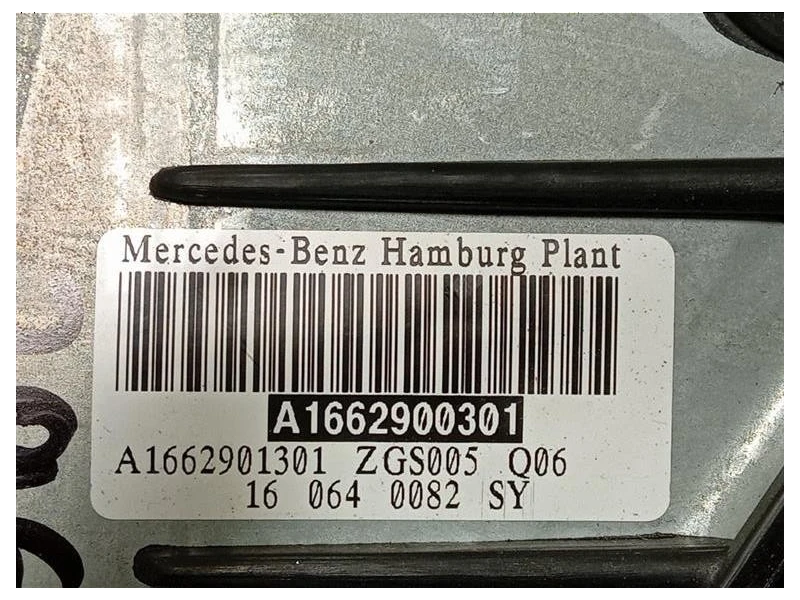 Mercedes-Benz Hamburg Plant
A1662900301
A1662901301 ZGS005 Q06
16 064 0082 SY